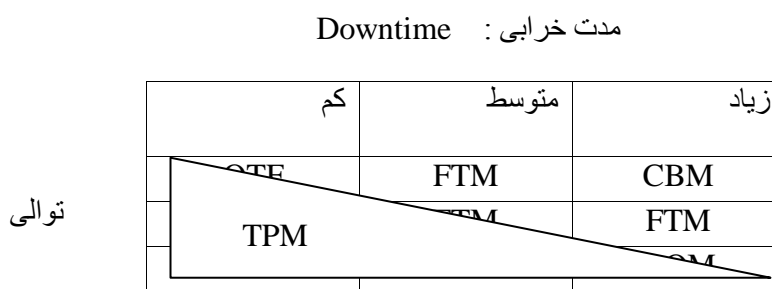 مدت خرابی : Downtime
زیاد متوسط کم
CBM FTM
توالی
FTM
TPM